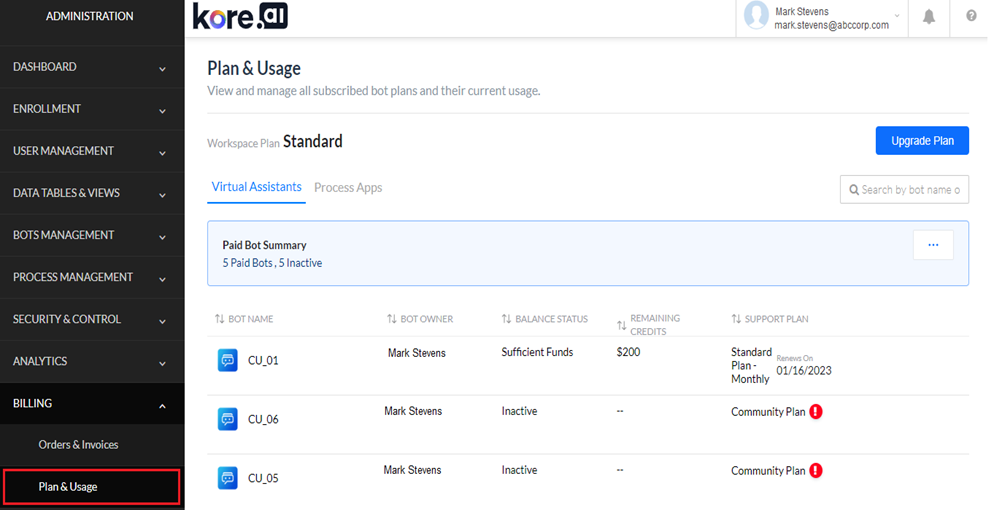 ADMINISTRATION
DASHBOARD
ENROLLMENT
USER MANAGEMENT
DATA TABLES & VIEWS
BOTS MANAGEMENT
PROCESS MANAGEMENT
SECURITY & CONTROL
ANALYTICS
BILLING
Orders & Invoices
Plan & Usage
kore.ai
Mark Stevens
mark.stevens@abccorp.com
?
Plan & Usage
View and manage all subscribed bot plans and their current usage.
Workspace Plan Standard
Upgrade Plan
Virtual Assistants Process Apps
Search by bot name o
Paid Bot Summary
5 Paid Bots , 5 Inactive
...
BOT NAME BOT OWNER BALANCE STATUS REMAINING CREDITS SUPPORT PLAN
CU_01 Mark Stevens Sufficient Funds $200 Standard Plan - Monthly Renews On 01/16/2023
CU_06 Mark Stevens Inactive -- Community Plan !
CU_05 Mark Stevens Inactive -- Community Plan !